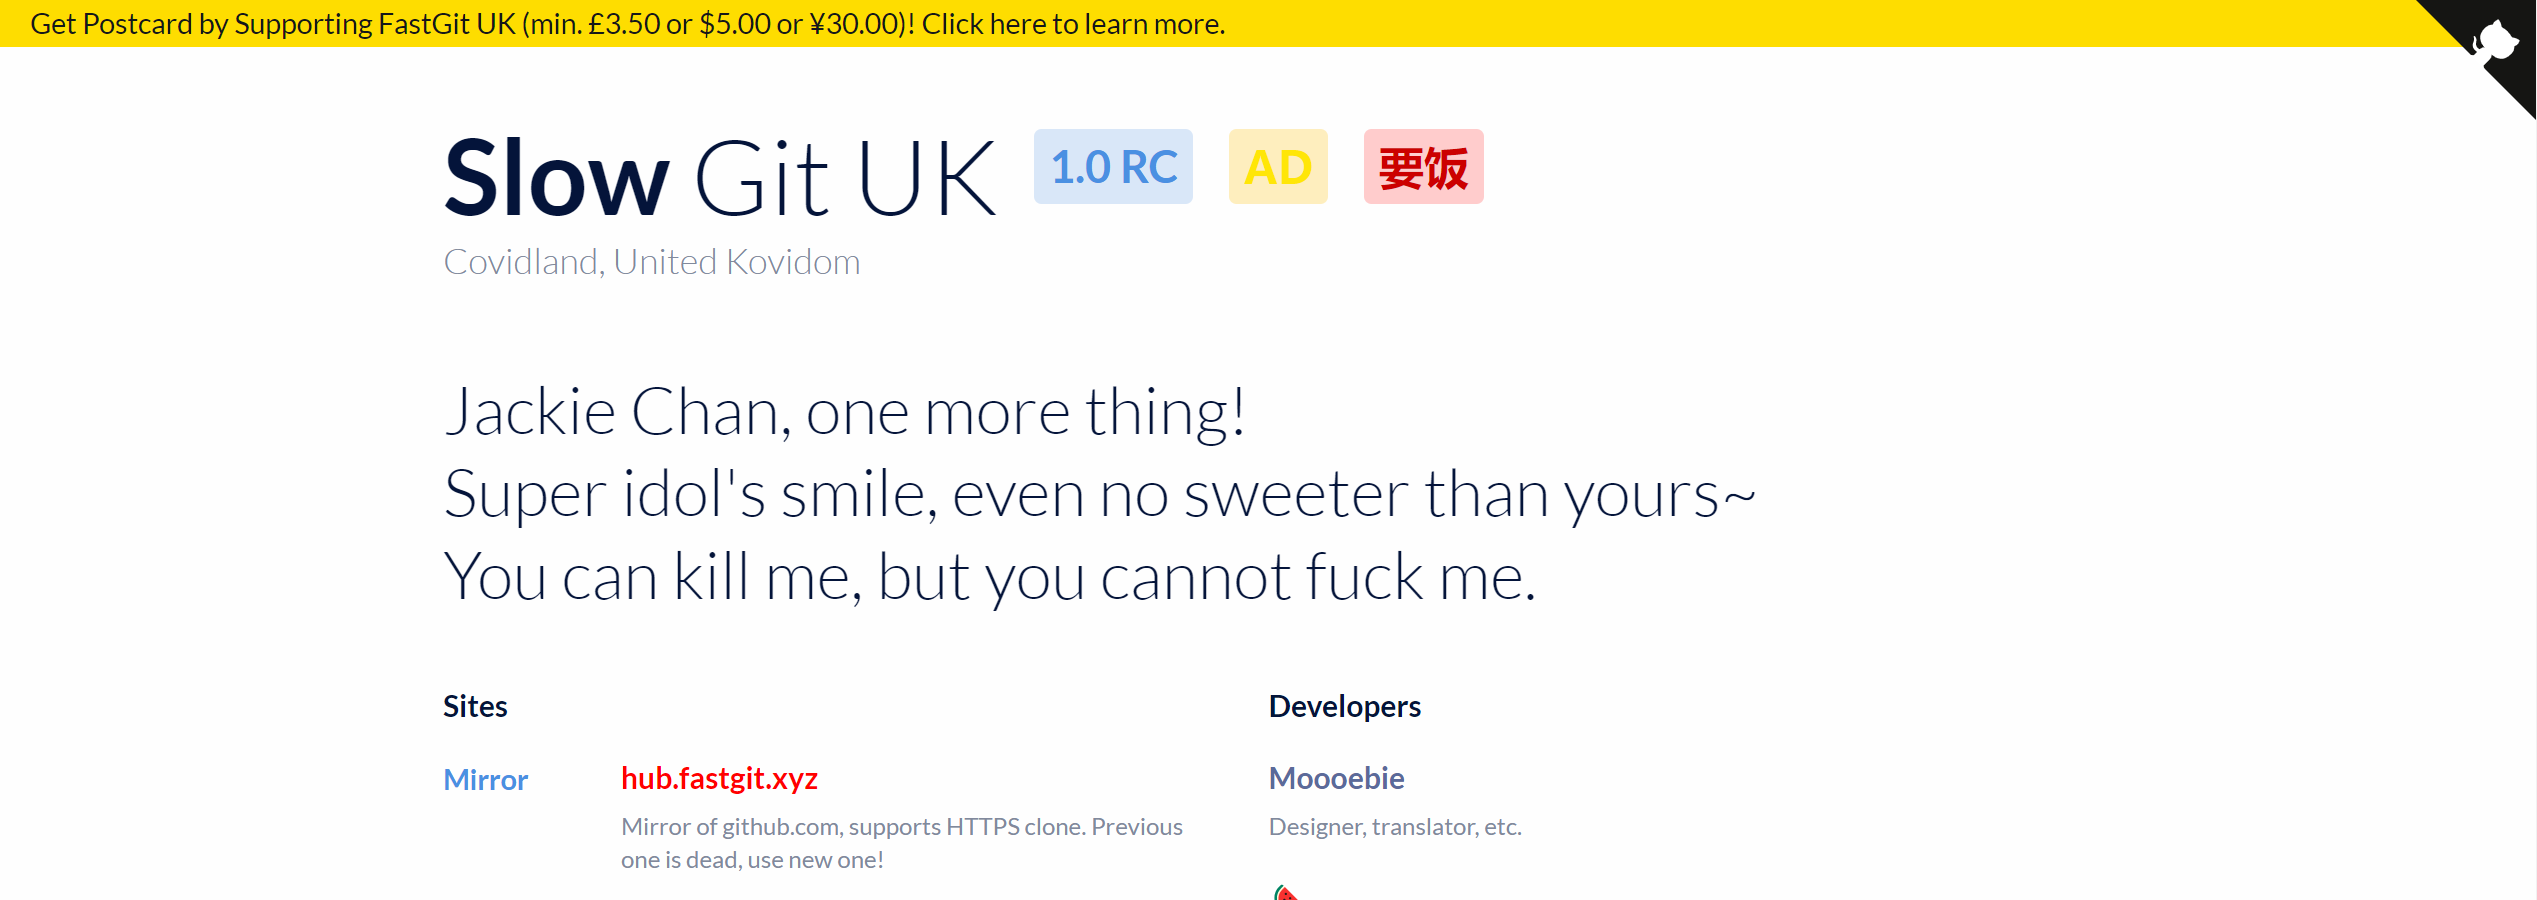 Get Postcard by Supporting FastGit UK (min. £3.50 or $5.00 or ¥30.00)! Click here to learn more.
Slow Git UK 1.0 RC AD 要饭
Covidland, United Kovidom
Jackie Chan, one more thing!
Super idol's smile, even no sweeter than yours~
You can kill me, but you cannot fuck me.
Sites
Mirror
hub.fastgit.xyz
Mirror of github.com, supports HTTPS clone. Previous
one is dead, use new one!
Developers
Moooebie
Designer, translator, etc.